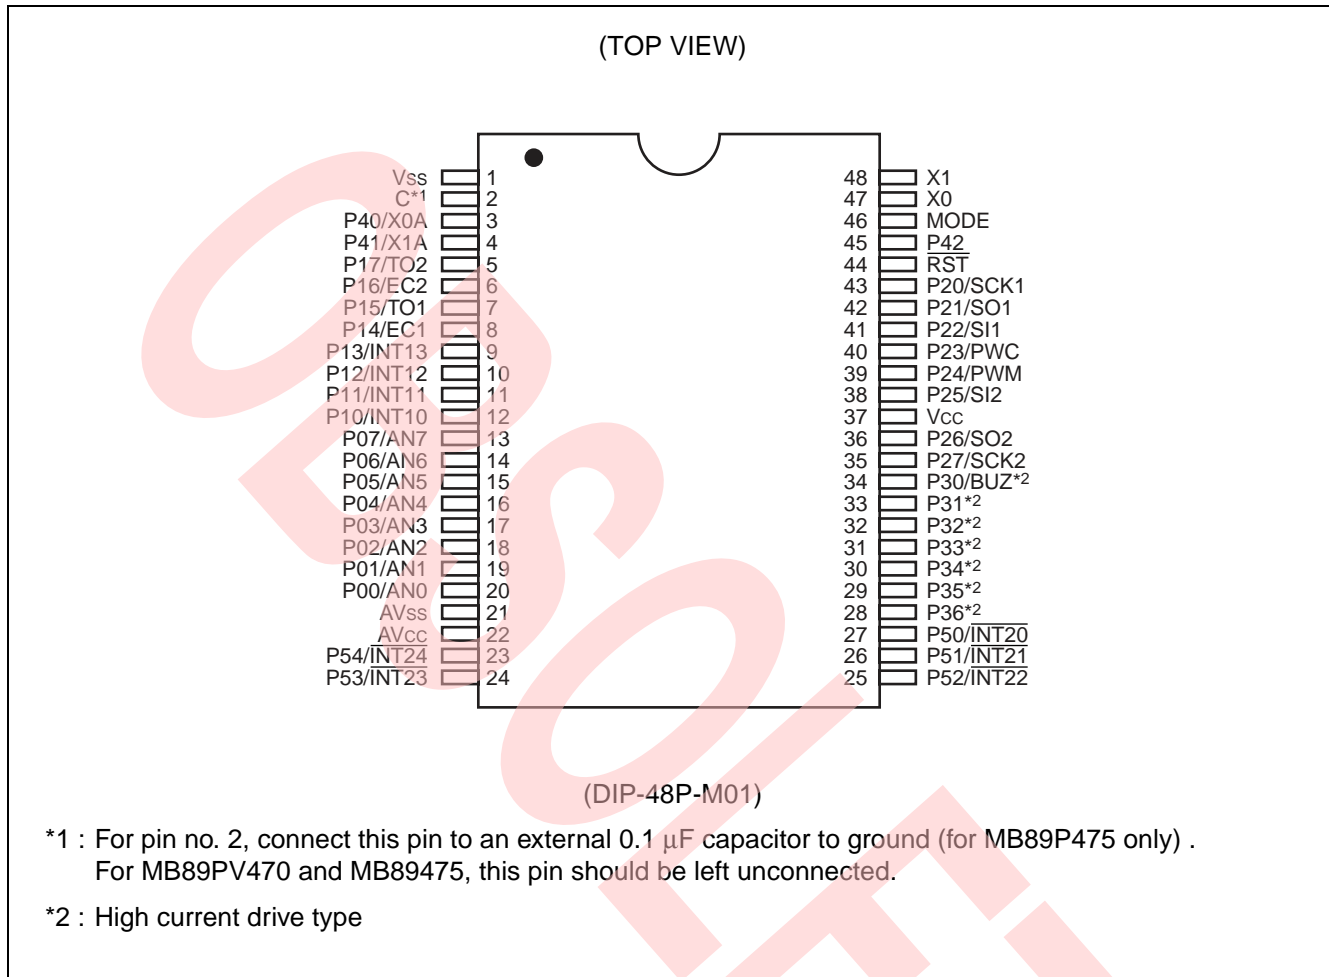 (TOP VIEW)
Vss 1
C*1 2
P40/X0A 3
P41/X1A 4
P17/TO2 5
P16/EC2 6
P15/TO1 7
P14/EC1 8
P13/INT13 9
P12/INT12 10
P11/INT11 11
P10/INT10 12
P07/AN7 13
P06/AN6 14
P05/AN5 15
P04/AN4 16
P03/AN3 17
P02/AN2 18
P01/AN1 19
P00/AN0 20
AVss 21
AVcc 22
P54/INT24 23
P53/INT23 24
48 X1
47 X0
46 MODE
45 P42
44 RST
43 P20/SCK1
42 P21/SO1
41 P22/SI1
40 P23/PWC
39 P24/PWM
38 P25/SI2
37 Vcc
36 P26/SO2
35 P27/SCK2
34 P30/BUZ*2
33 P31*2
32 P32*2
31 P33*2
30 P34*2
29 P35*2
28 P36*2
27 P50/INT20
26 P51/INT21
25 P52/INT22
(DIP-48P-M01)
*1 : For pin no. 2, connect this pin to an external 0.1 μF capacitor to ground (for MB89P475 only) .
For MB89PV470 and MB89475, this pin should be left unconnected.
*2 : High current drive type